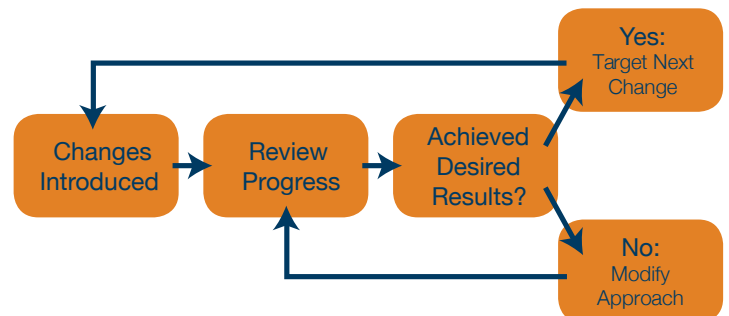 Changes
Introduced
Review
Progress
Achieved
Desired
Results?
Yes:
Target Next
Change
No:
Modify
Approach